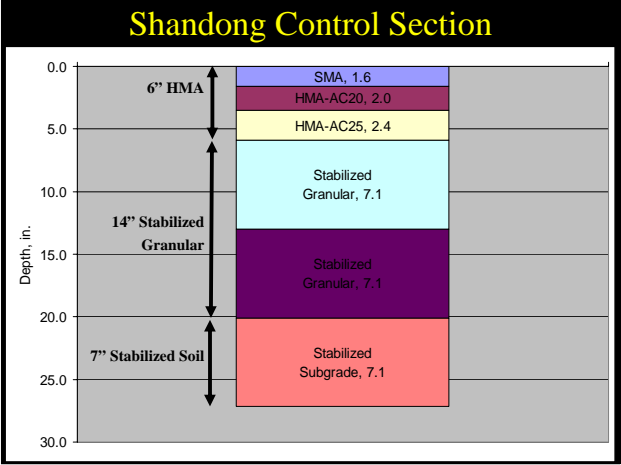 Shandong Control Section
Depth, in.
0.0
5.0
10.0
15.0
20.0
25.0
30.0
6” HMA
14” Stabilized
Granular
7” Stabilized Soil
SMA, 1.6
HMA-AC20, 2.0
HMA-AC25, 2.4
Stabilized
Granular, 7.1
Stabilized
Granular, 7.1
Stabilized
Subgrade, 7.1